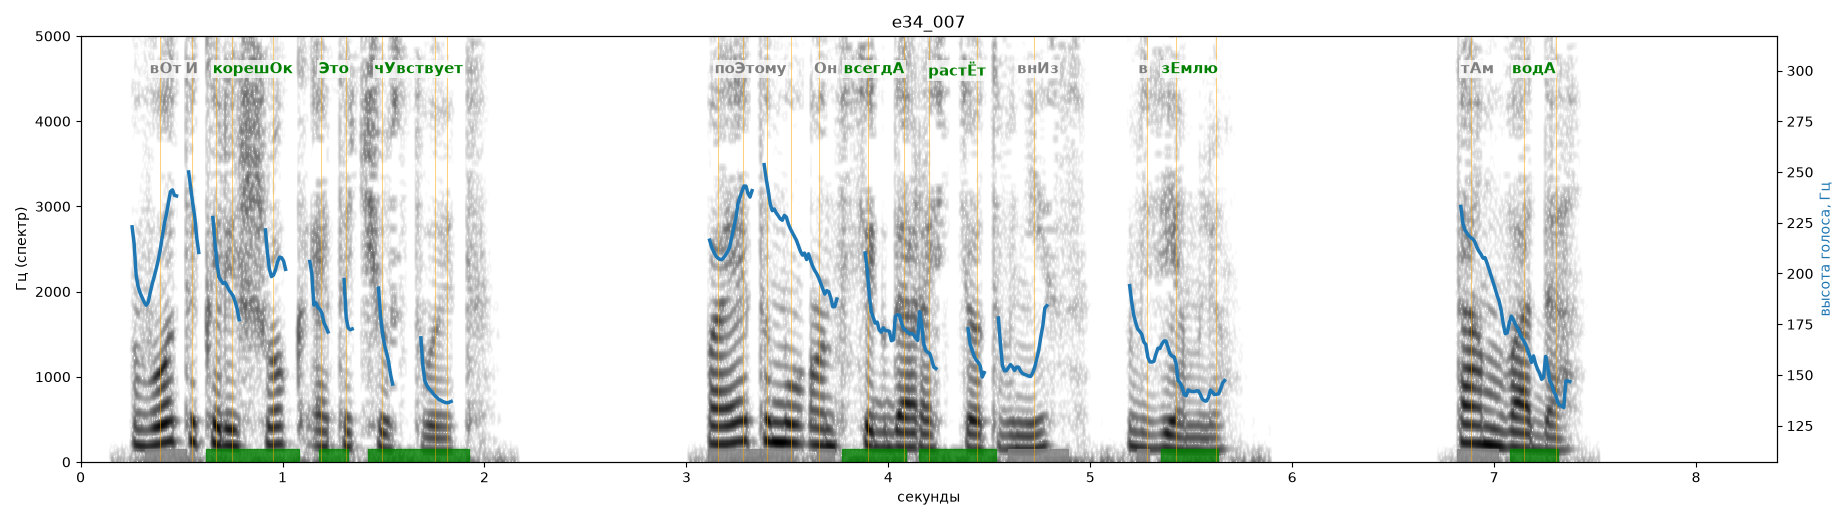 e34_007
вОт И корешОк Это чУвствует поЭтому Он всегдА растЁт внИз в зЕмлю тАм водА
5000
4000
3000
2000
1000
0
Гц (спектр)
300
275
250
225
200
175
150
125
высота голоса, Гц
0 1 2 3 4 5 6 7 8
секунды